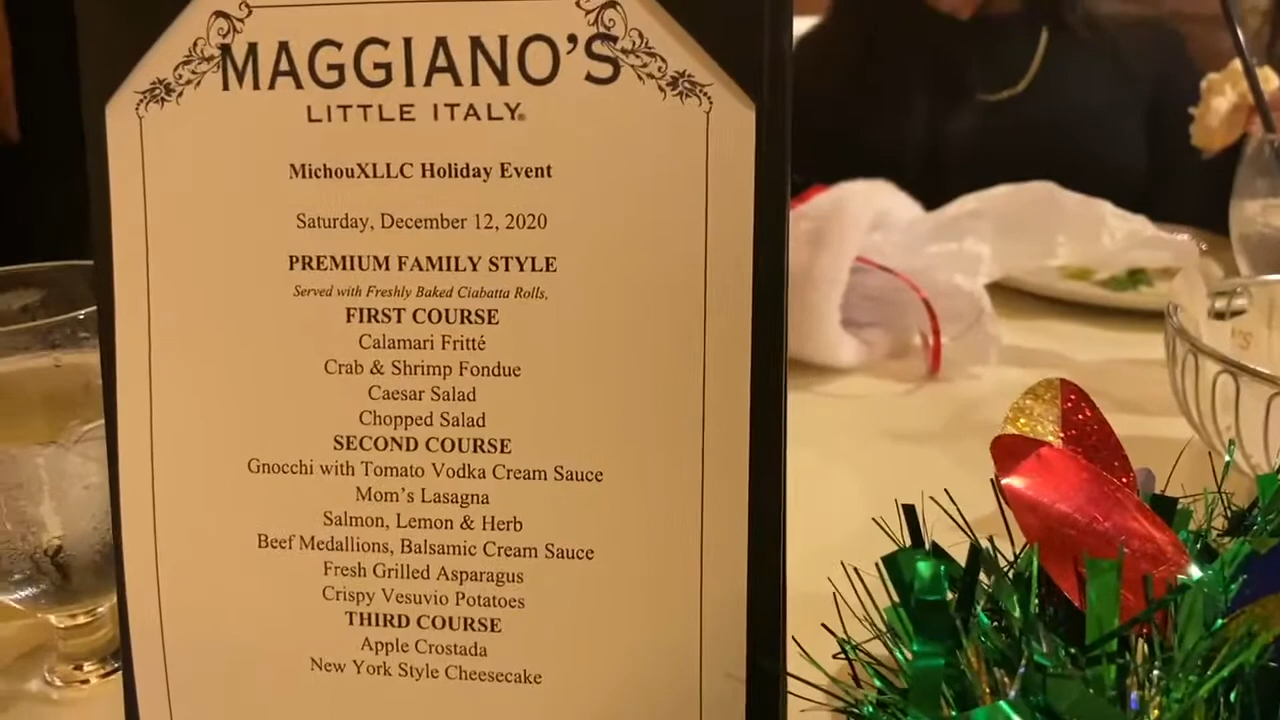 MAGGIANO'S
LITTLE ITALY®
MichouXLLC Holiday Event
Saturday, December 12, 2020
PREMIUM FAMILY STYLE
Served with Freshly Baked Ciabatta Rolls,
FIRST COURSE
Calamari Fritté
Crab & Shrimp Fondue
Caesar Salad
Chopped Salad
SECOND COURSE
Gnocchi with Tomato Vodka Cream Sauce
Mom's Lasagna
Salmon, Lemon & Herb
Beef Medallions, Balsamic Cream Sauce
Fresh Grilled Asparagus
Crispy Vesuvio Potatoes
THIRD COURSE
Apple Crostada
New York Style Cheesecake